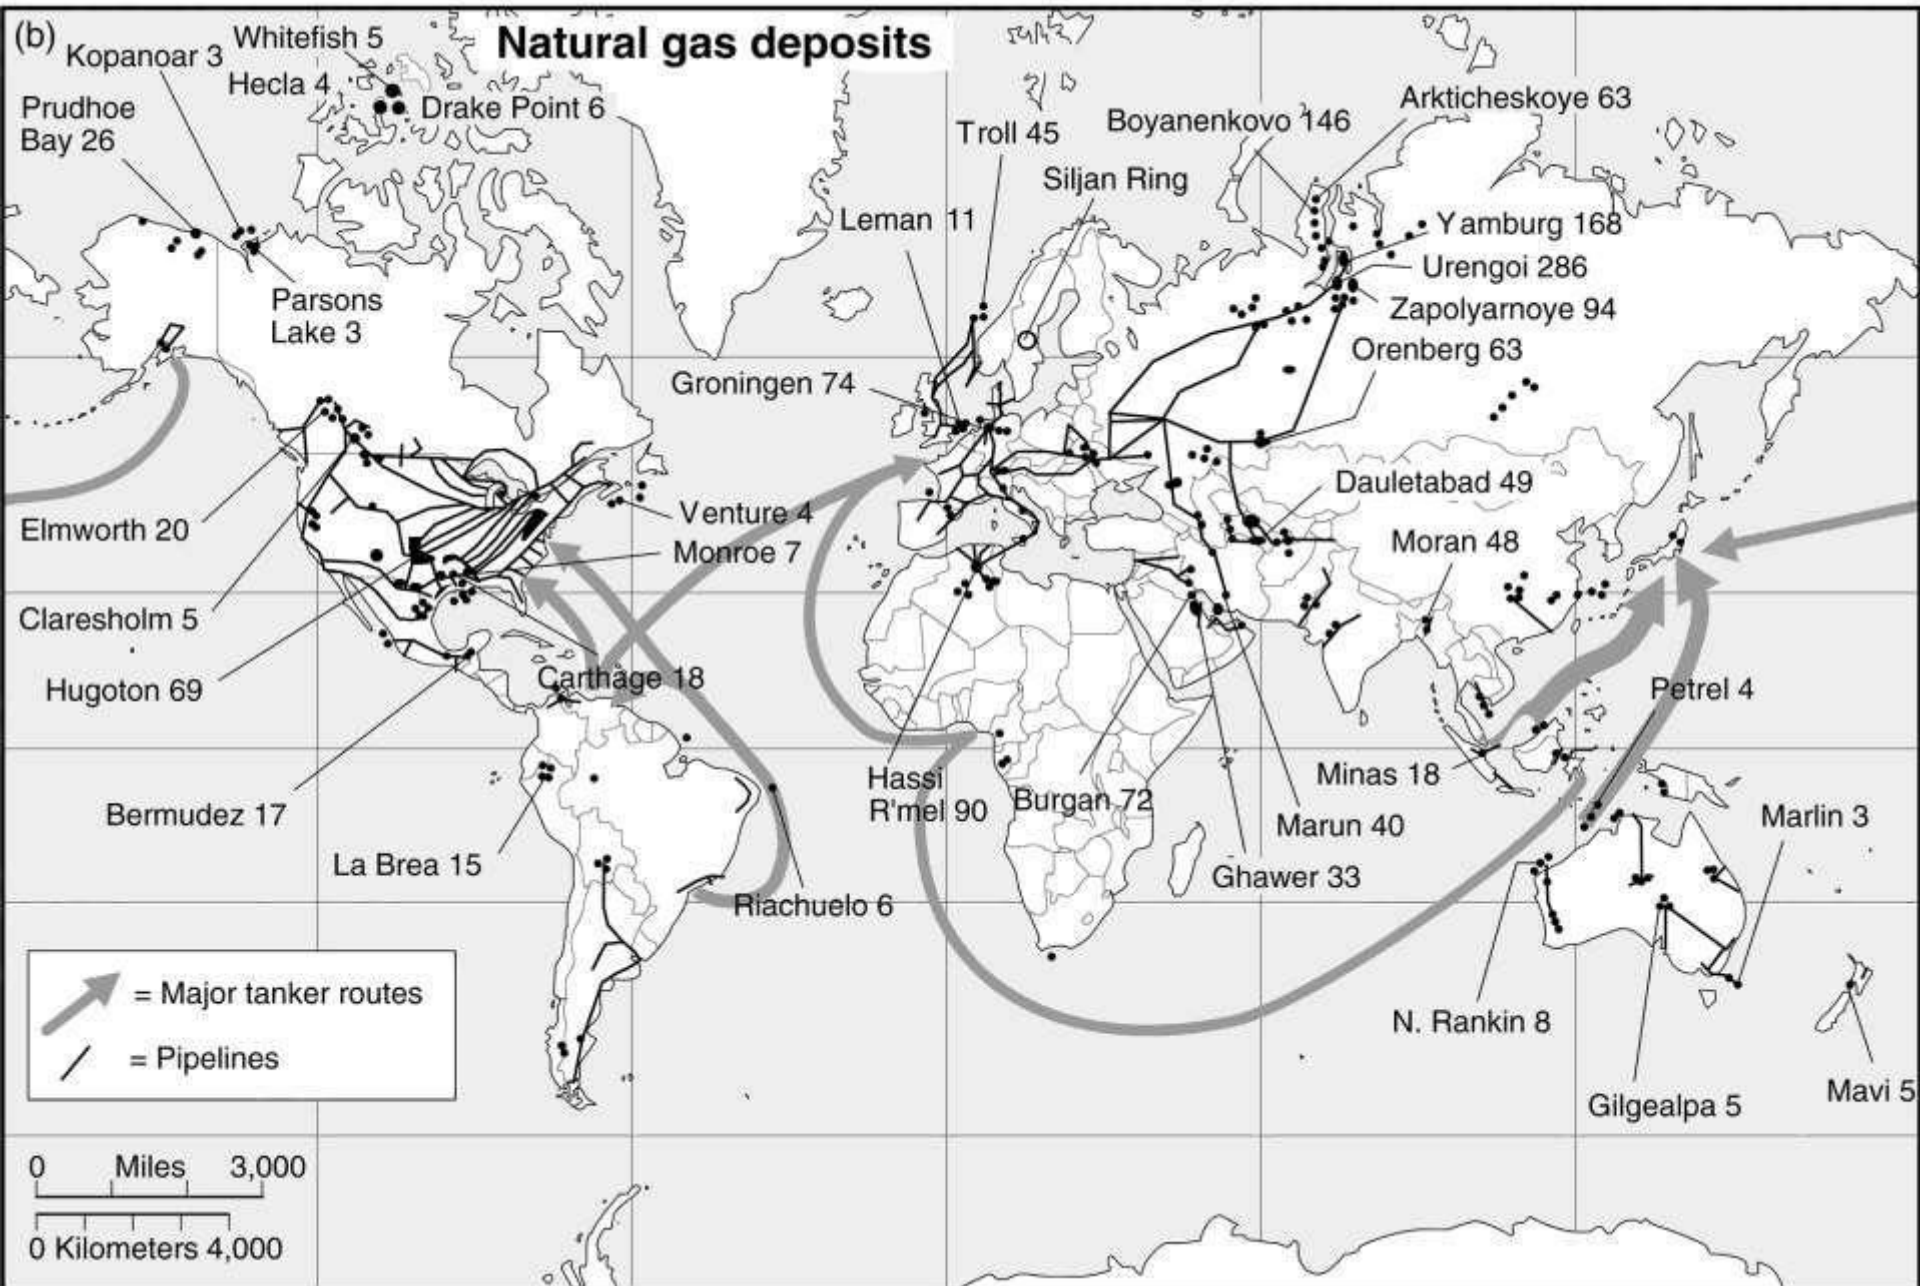 (b)
Natural gas deposits
Kopanoar 3
Whitefish 5
Hecla 4
Drake Point 6
Prudhoe
Bay 26
Parsons
Lake 3
Troll 45
Siljan Ring
Leman 11
Boyanenkovo 146
Arkticheskoye 63
Yamburg 168
Urengoi 286
Zapolyarnoye 94
Orenberg 63
Groningen 74
Dauletabad 49
Moran 48
Elmworth 20
Venture 4
Monroe 7
Claresholm 5
Hugoton 69
Carthage 18
Bermudez 17
La Brea 15
Riachuelo 6
Hassi
R'mel 90
Burgan 72
Marun 40
Ghawer 33
Minas 18
Petrel 4
Marlin 3
N. Rankin 8
Gilgealpa 5
Mavi 5
= Major tanker routes
= Pipelines
0 Miles 3,000
0 Kilometers 4,000